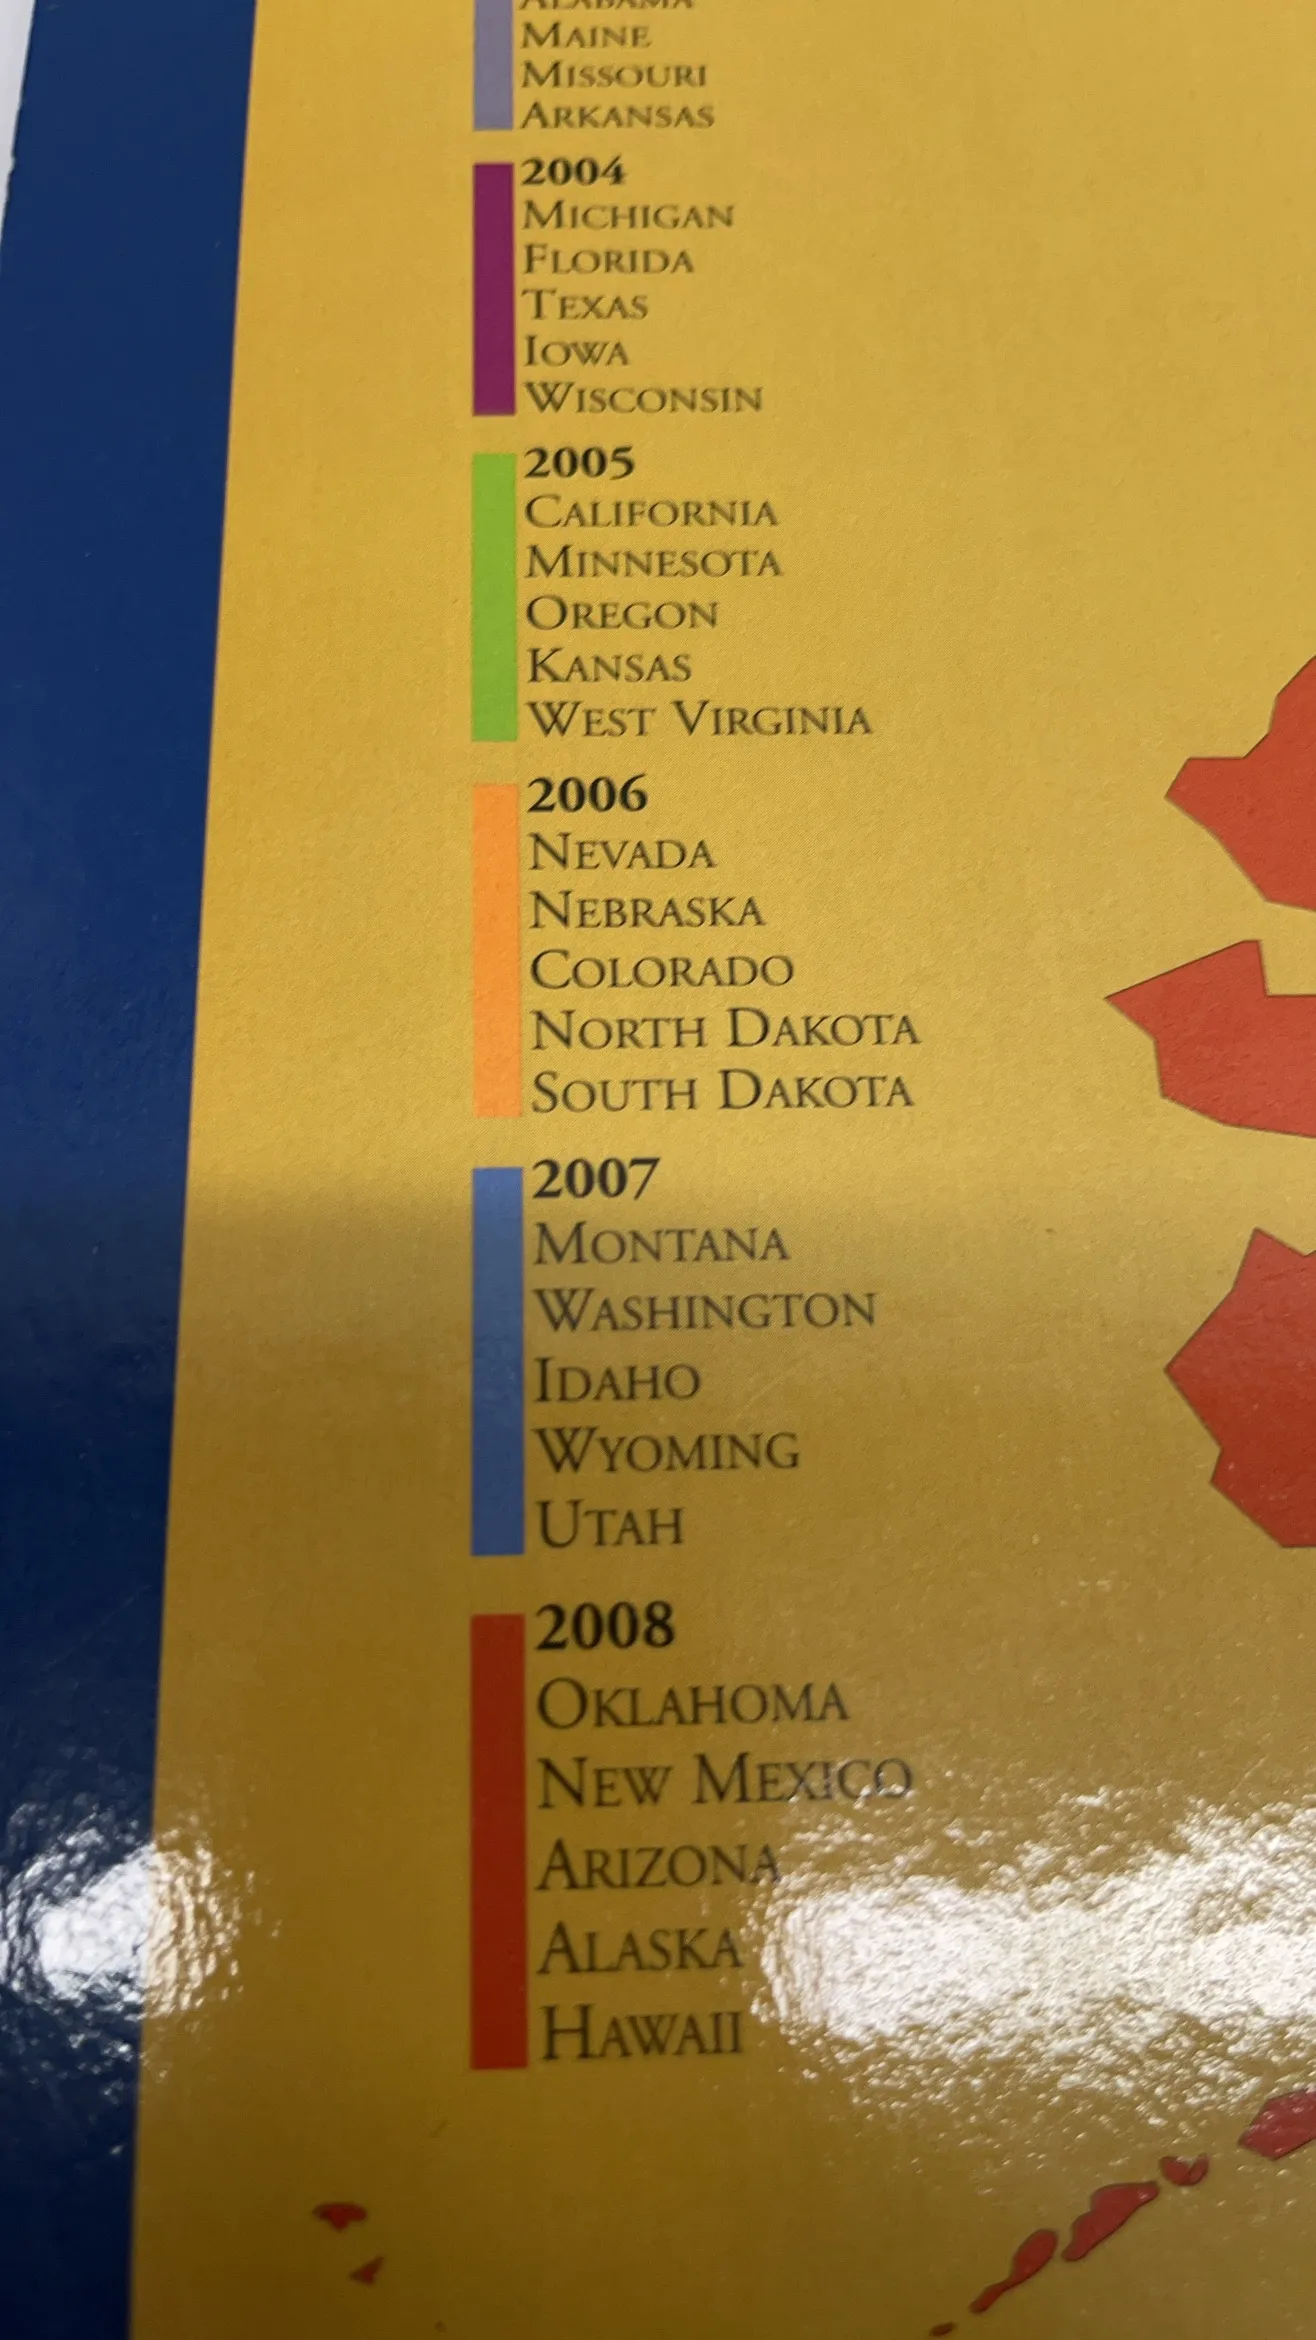 ALABAMA
MAINE
MISSOURI
ARKANSAS
2004
MICHIGAN
FLORIDA
TEXAS
IOWA
WISCONSIN
2005
CALIFORNIA
MINNESOTA
OREGON
KANSAS
WEST VIRGINIA
2006
NEVADA
NEBRASKA
COLORADO
NORTH DAKOTA
SOUTH DAKOTA
2007
MONTANA
WASHINGTON
IDAHO
WYOMING
UTAH
2008
OKLAHOMA
NEW MEXICO
ARIZONA
ALASKA
HAWAII